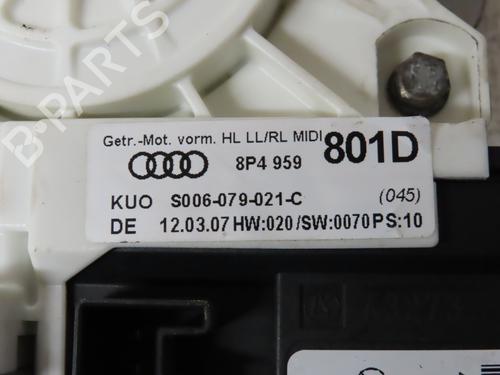 Getr.-Mot. vorm. HL LL/RL MIDI
8P4 959 801D
KUO S006-079-021-C (045)
DE 12.03.07 HW:020/SW:0070 PS:10
B-PARTS